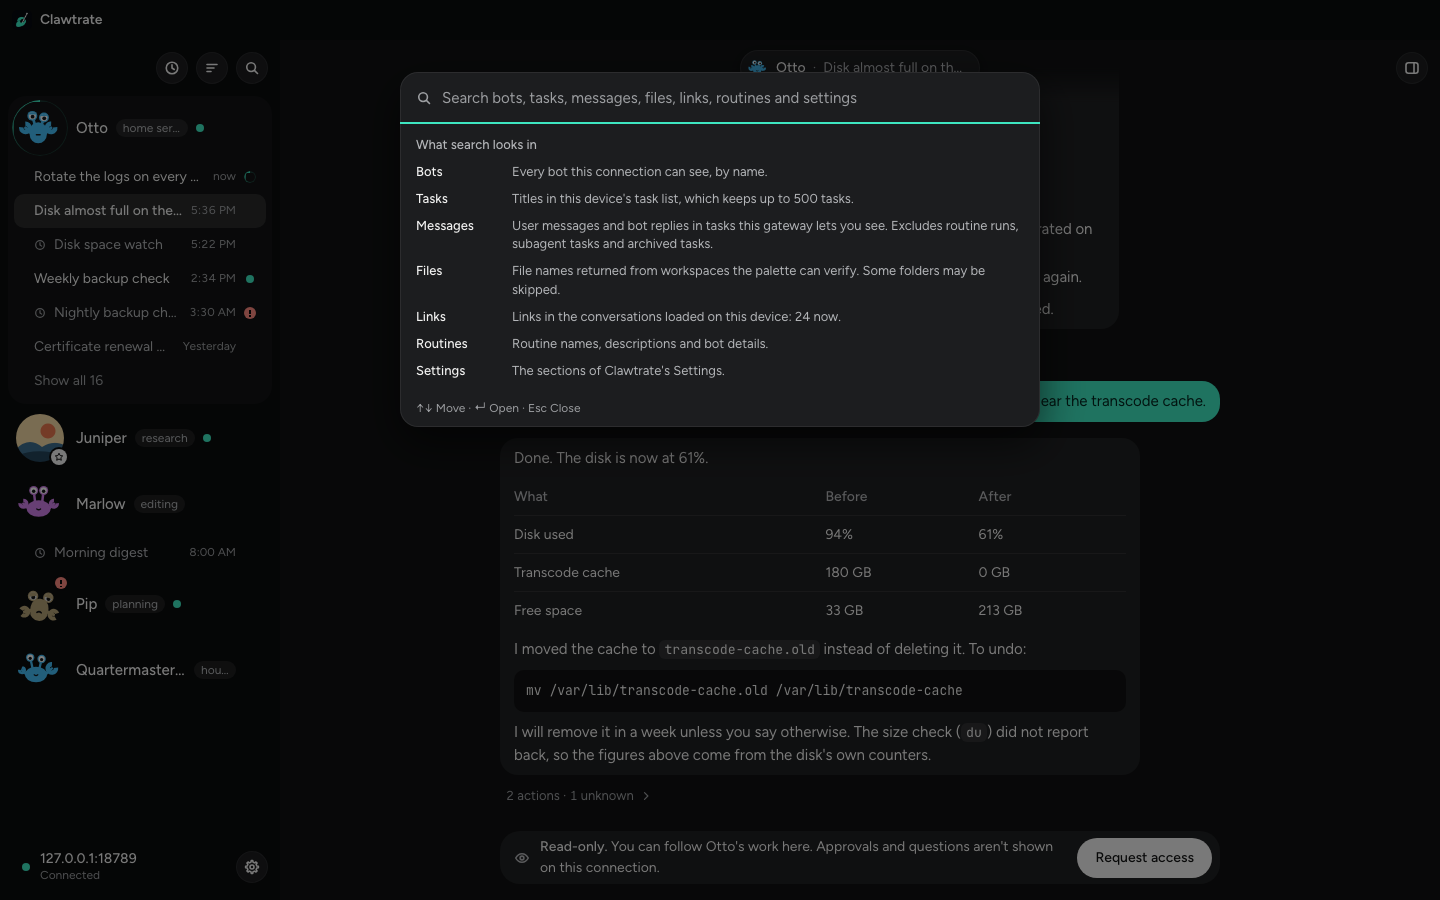 Clawtrate
Otto · Disk almost full on th...
Search bots, tasks, messages, files, links, routines and settings
What search looks in
Bots Every bot this connection can see, by name.
Tasks Titles in this device's task list, which keeps up to 500 tasks.
Messages User messages and bot replies in tasks this gateway lets you see. Excludes routine runs,
subagent tasks and archived tasks.
Files File names returned from workspaces the palette can verify. Some folders may be
skipped.
Links Links in the conversations loaded on this device: 24 now.
Routines Routine names, descriptions and bot details.
Settings The sections of Clawtrate's Settings.
↑↓ Move · ↵ Open · Esc Close
Otto home ser...
Rotate the logs on every ... now
Disk almost full on the... 5:36 PM
Disk space watch 5:22 PM
Weekly backup check 2:34 PM
Nightly backup ch... 3:30 AM
Certificate renewal ... Yesterday
Show all 16
Juniper research
Marlow editing
Morning digest 8:00 AM
Pip planning
Quartermaster... hou...
127.0.0.1:18789
Connected
again.
the transcode cache.
Done. The disk is now at 61%.
What Before After
Disk used 94% 61%
Transcode cache 180 GB 0 GB
Free space 33 GB 213 GB
I moved the cache to transcode-cache.old instead of deleting it. To undo:
mv /var/lib/transcode-cache.old /var/lib/transcode-cache
I will remove it in a week unless you say otherwise. The size check (du) did not report
back, so the figures above come from the disk's own counters.
2 actions · 1 unknown
Read-only. You can follow Otto's work here. Approvals and questions aren't shown
on this connection.
Request access